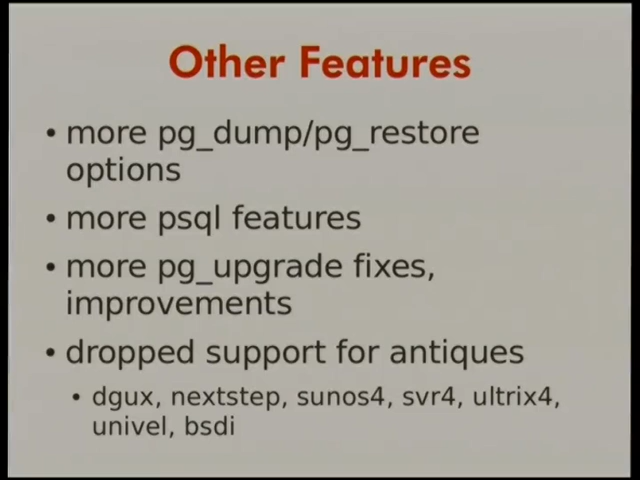 Other Features
• more pg_dump/pg_restore
options
• more psql features
• more pg_upgrade fixes,
improvements
• dropped support for antiques
• dgux, nextstep, sunos4, svr4, ultrix4,
univel, bsdi